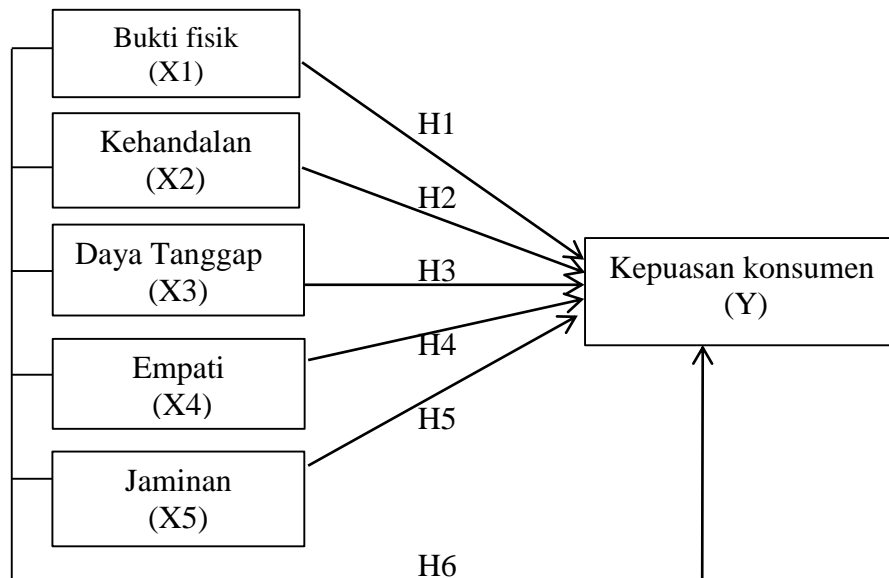 Bukti fisik
(X1)
H1
Kehandalan
(X2)
H2
Daya Tanggap
(X3)
H3
Kepuasan konsumen
(Y)
Empati
(X4)
H4
H5
Jaminan
(X5)
H6